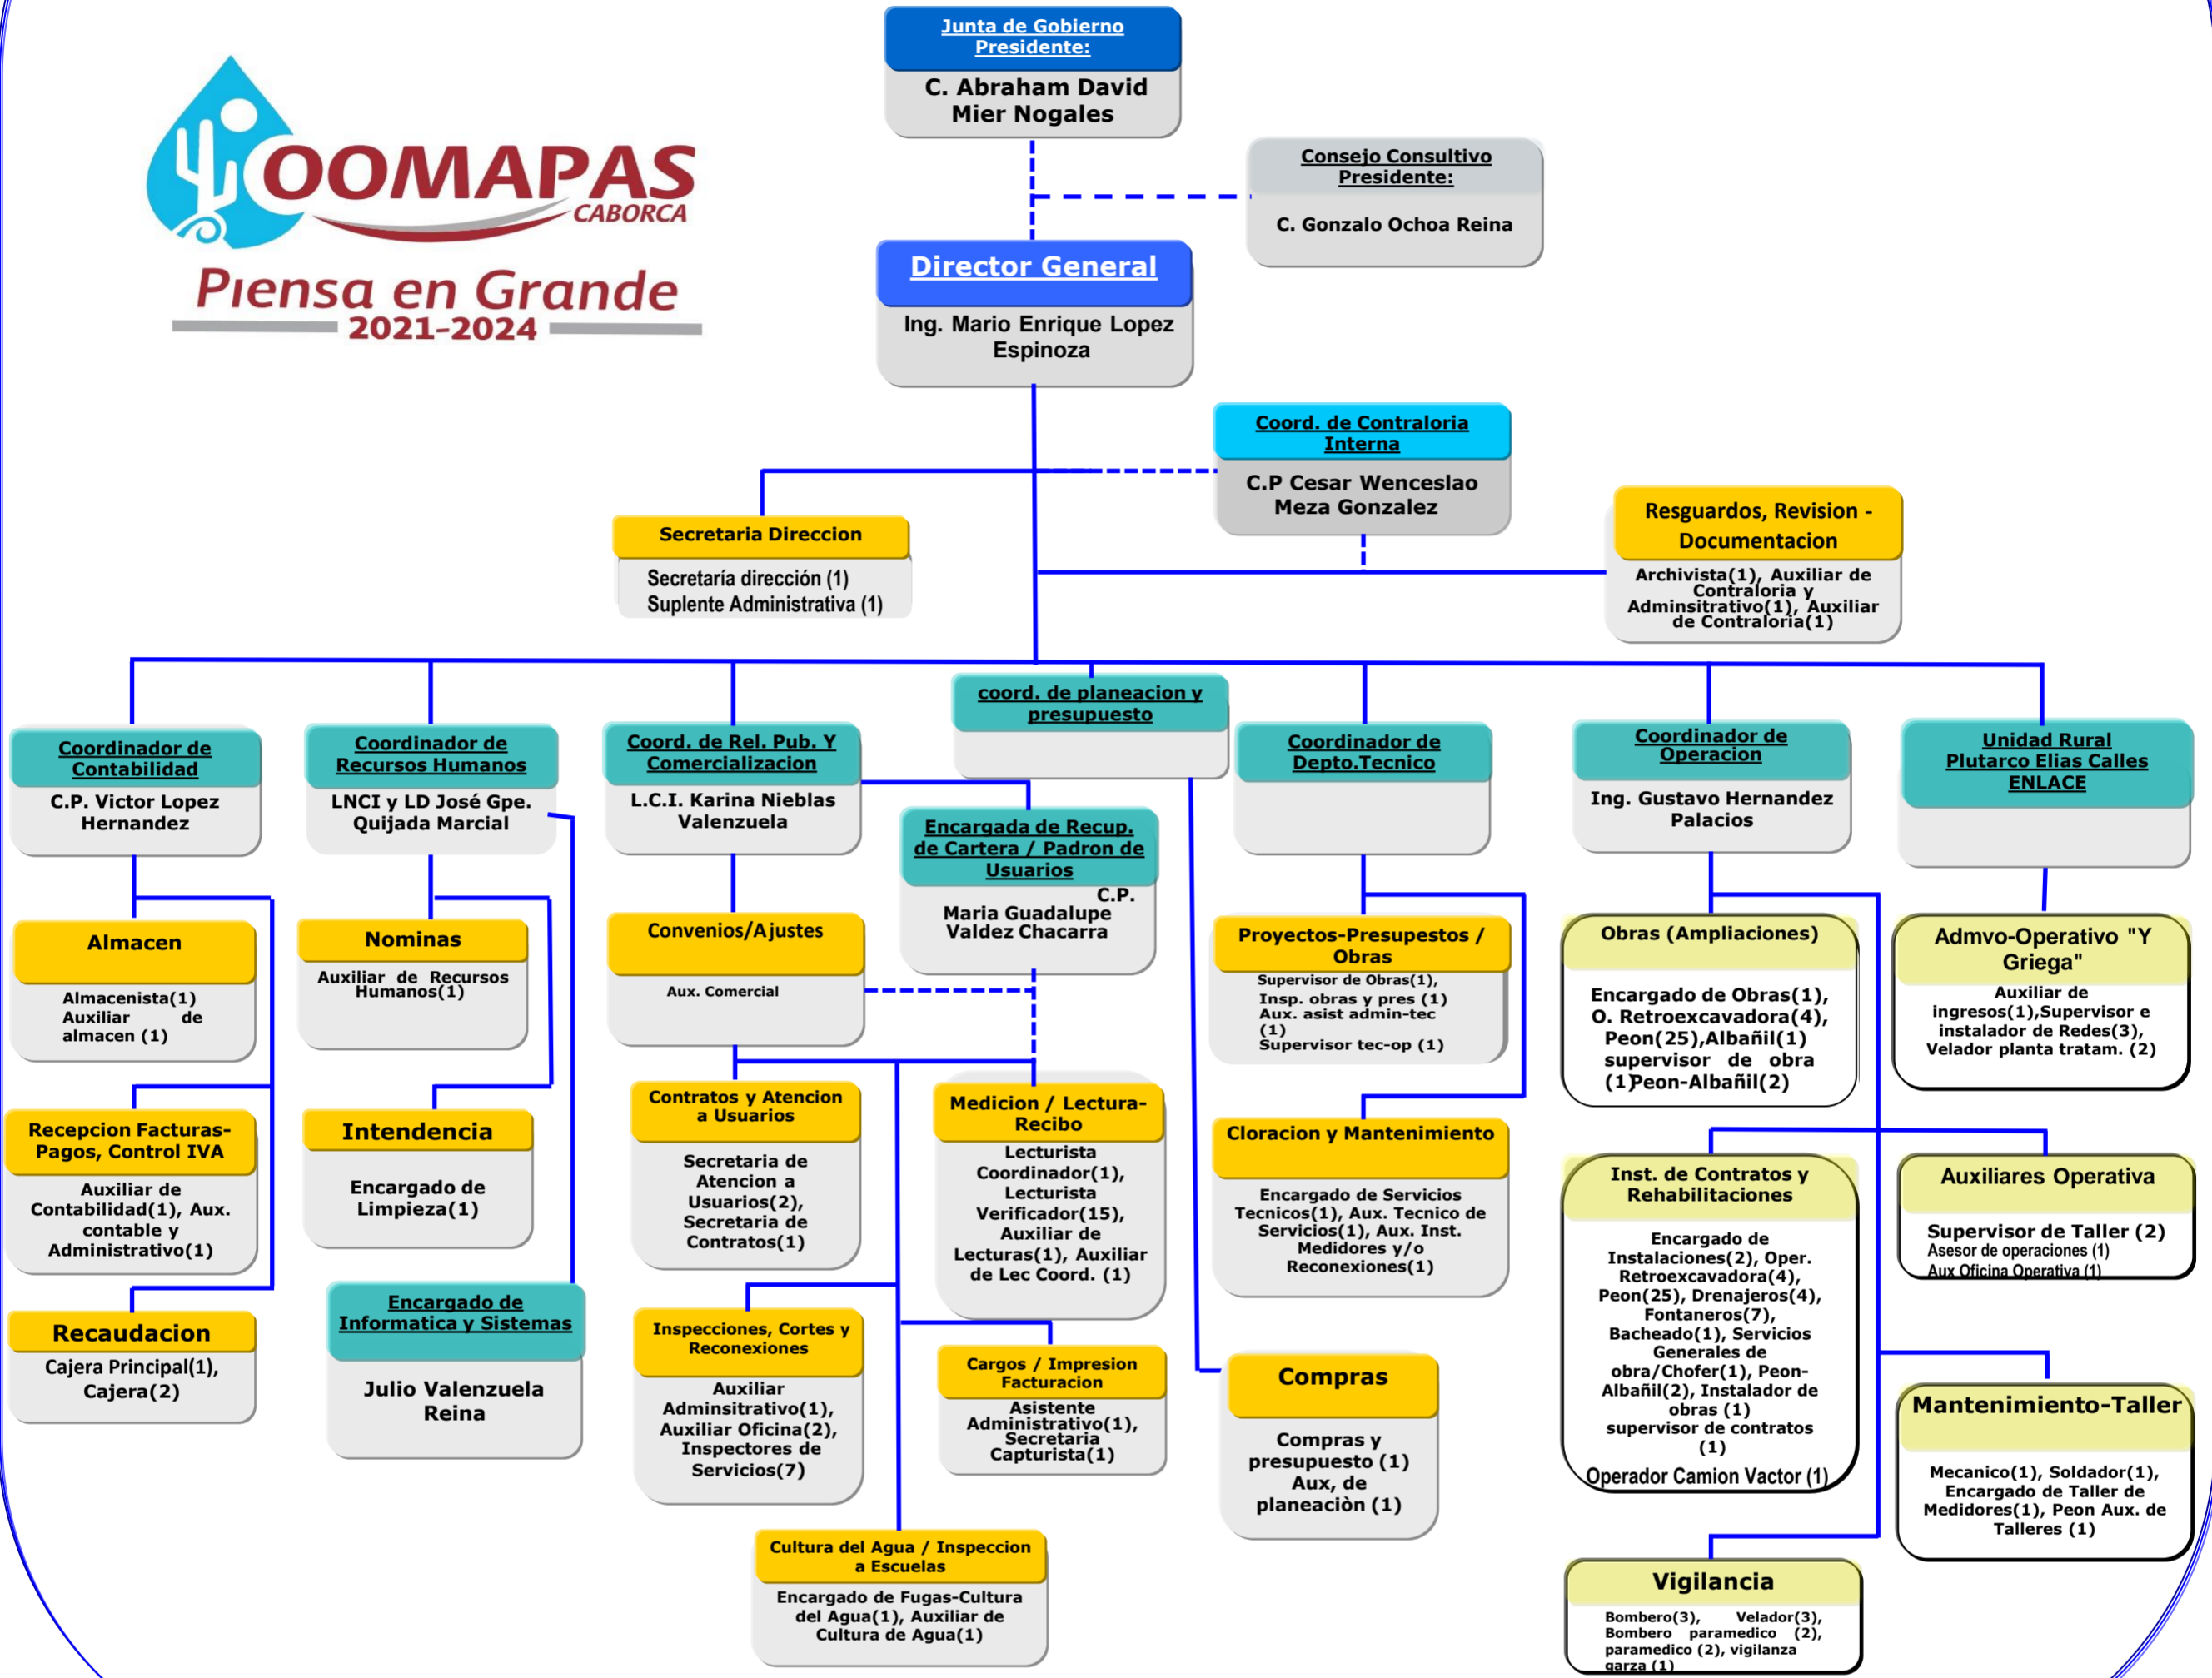 Junta de Gobierno
Presidente:
C. Abraham David
Mier Nogales
OOMAPAS
CABORCA
Piensa en Grande
2021-2024
Consejo Consultivo
Presidente:
C. Gonzalo Ochoa Reina
Director General
Ing. Mario Enrique Lopez
Espinoza
Coord. de Contraloria
Interna
C.P Cesar Wenceslao
Meza Gonzalez
Secretaria Direccion
Secretaría dirección (1)
Suplente Administrativa (1)
Resguardos, Revision -
Documentacion
Archivista(1), Auxiliar de
Contraloria y
Adminsitrativo(1), Auxiliar
de Contraloria(1)
Coordinador de
Contabilidad
C.P. Victor Lopez
Hernandez
Almacen
Almacenista(1)
Auxiliar de
almacen (1)
Recepcion Facturas-
Pagos, Control IVA
Auxiliar de
Contabilidad(1), Aux.
contable y
Administrativo(1)
Recaudacion
Cajera Principal(1),
Cajera(2)
Coordinador de
Recursos Humanos
LNCI y LD José Gpe.
Quijada Marcial
Nominas
Auxiliar de Recursos
Humanos(1)
Intendencia
Encargado de
Limpieza(1)
Encargado de
Informatica y Sistemas
Julio Valenzuela
Reina
Coord. de Rel. Pub. Y
Comercializacion
L.C.I. Karina Nieblas
Valenzuela
Encargada de Recup.
de Cartera / Padron de
Usuarios
C.P.
Maria Guadalupe
Valdez Chacarra
Convenios/Ajustes
Aux. Comercial
Contratos y Atencion
a Usuarios
Secretaria de
Atencion a
Usuarios(2),
Secretaria de
Contratos(1)
Medicion / Lectura-
Recibo
Lecturista
Coordinador(1),
Lecturista
Verificador(15),
Auxiliar de
Lecturas(1), Auxiliar
de Lec Coord. (1)
Inspecciones, Cortes y
Reconexiones
Auxiliar
Adminsitrativo(1),
Auxiliar Oficina(2),
Inspectores de
Servicios(7)
Cargos / Impresion
Facturacion
Asistente
Administrativo(1),
Secretaria
Capturista(1)
Cultura del Agua / Inspeccion
a Escuelas
Encargado de Fugas-Cultura
del Agua(1), Auxiliar de
Cultura de Agua(1)
coord. de planeacion y
presupuesto
Compras
Compras y
presupuesto (1)
Aux, de
planeaciòn (1)
Coordinador de
Depto.Tecnico
Proyectos-Presupestos /
Obras
Supervisor de Obras(1),
Insp. obras y pres (1)
Aux. asist admin-tec
(1)
Supervisor tec-op (1)
Cloracion y Mantenimiento
Encargado de Servicios
Tecnicos(1), Aux. Tecnico de
Servicios(1), Aux. Inst.
Medidores y/o
Reconexiones(1)
Coordinador de
Operacion
Ing. Gustavo Hernandez
Palacios
Obras (Ampliaciones)
Encargado de Obras(1),
O. Retroexcavadora(4),
Peon(25),Albañil(1)
supervisor de obra
(1)Peon-Albañil(2)
Inst. de Contratos y
Rehabilitaciones
Encargado de
Instalaciones(2), Oper.
Retroexcavadora(4),
Peon(25), Drenajeros(4),
Fontaneros(7),
Bacheado(1), Servicios
Generales de
obra/Chofer(1), Peon-
Albañil(2), Instalador de
obras (1)
supervisor de contratos
(1)
Operador Camion Vactor (1)
Auxiliares Operativa
Supervisor de Taller (2)
Asesor de operaciones (1)
Aux Oficina Operativa (1)
Mantenimiento-Taller
Mecanico(1), Soldador(1),
Encargado de Taller de
Medidores(1), Peon Aux. de
Talleres (1)
Vigilancia
Bombero(3), Velador(3),
Bombero paramedico (2),
paramedico (2), vigilanza
garza (1)
Unidad Rural
Plutarco Elias Calles
ENLACE
Admvo-Operativo "Y
Griega"
Auxiliar de
ingresos(1),Supervisor e
instalador de Redes(3),
Velador planta tratam. (2)